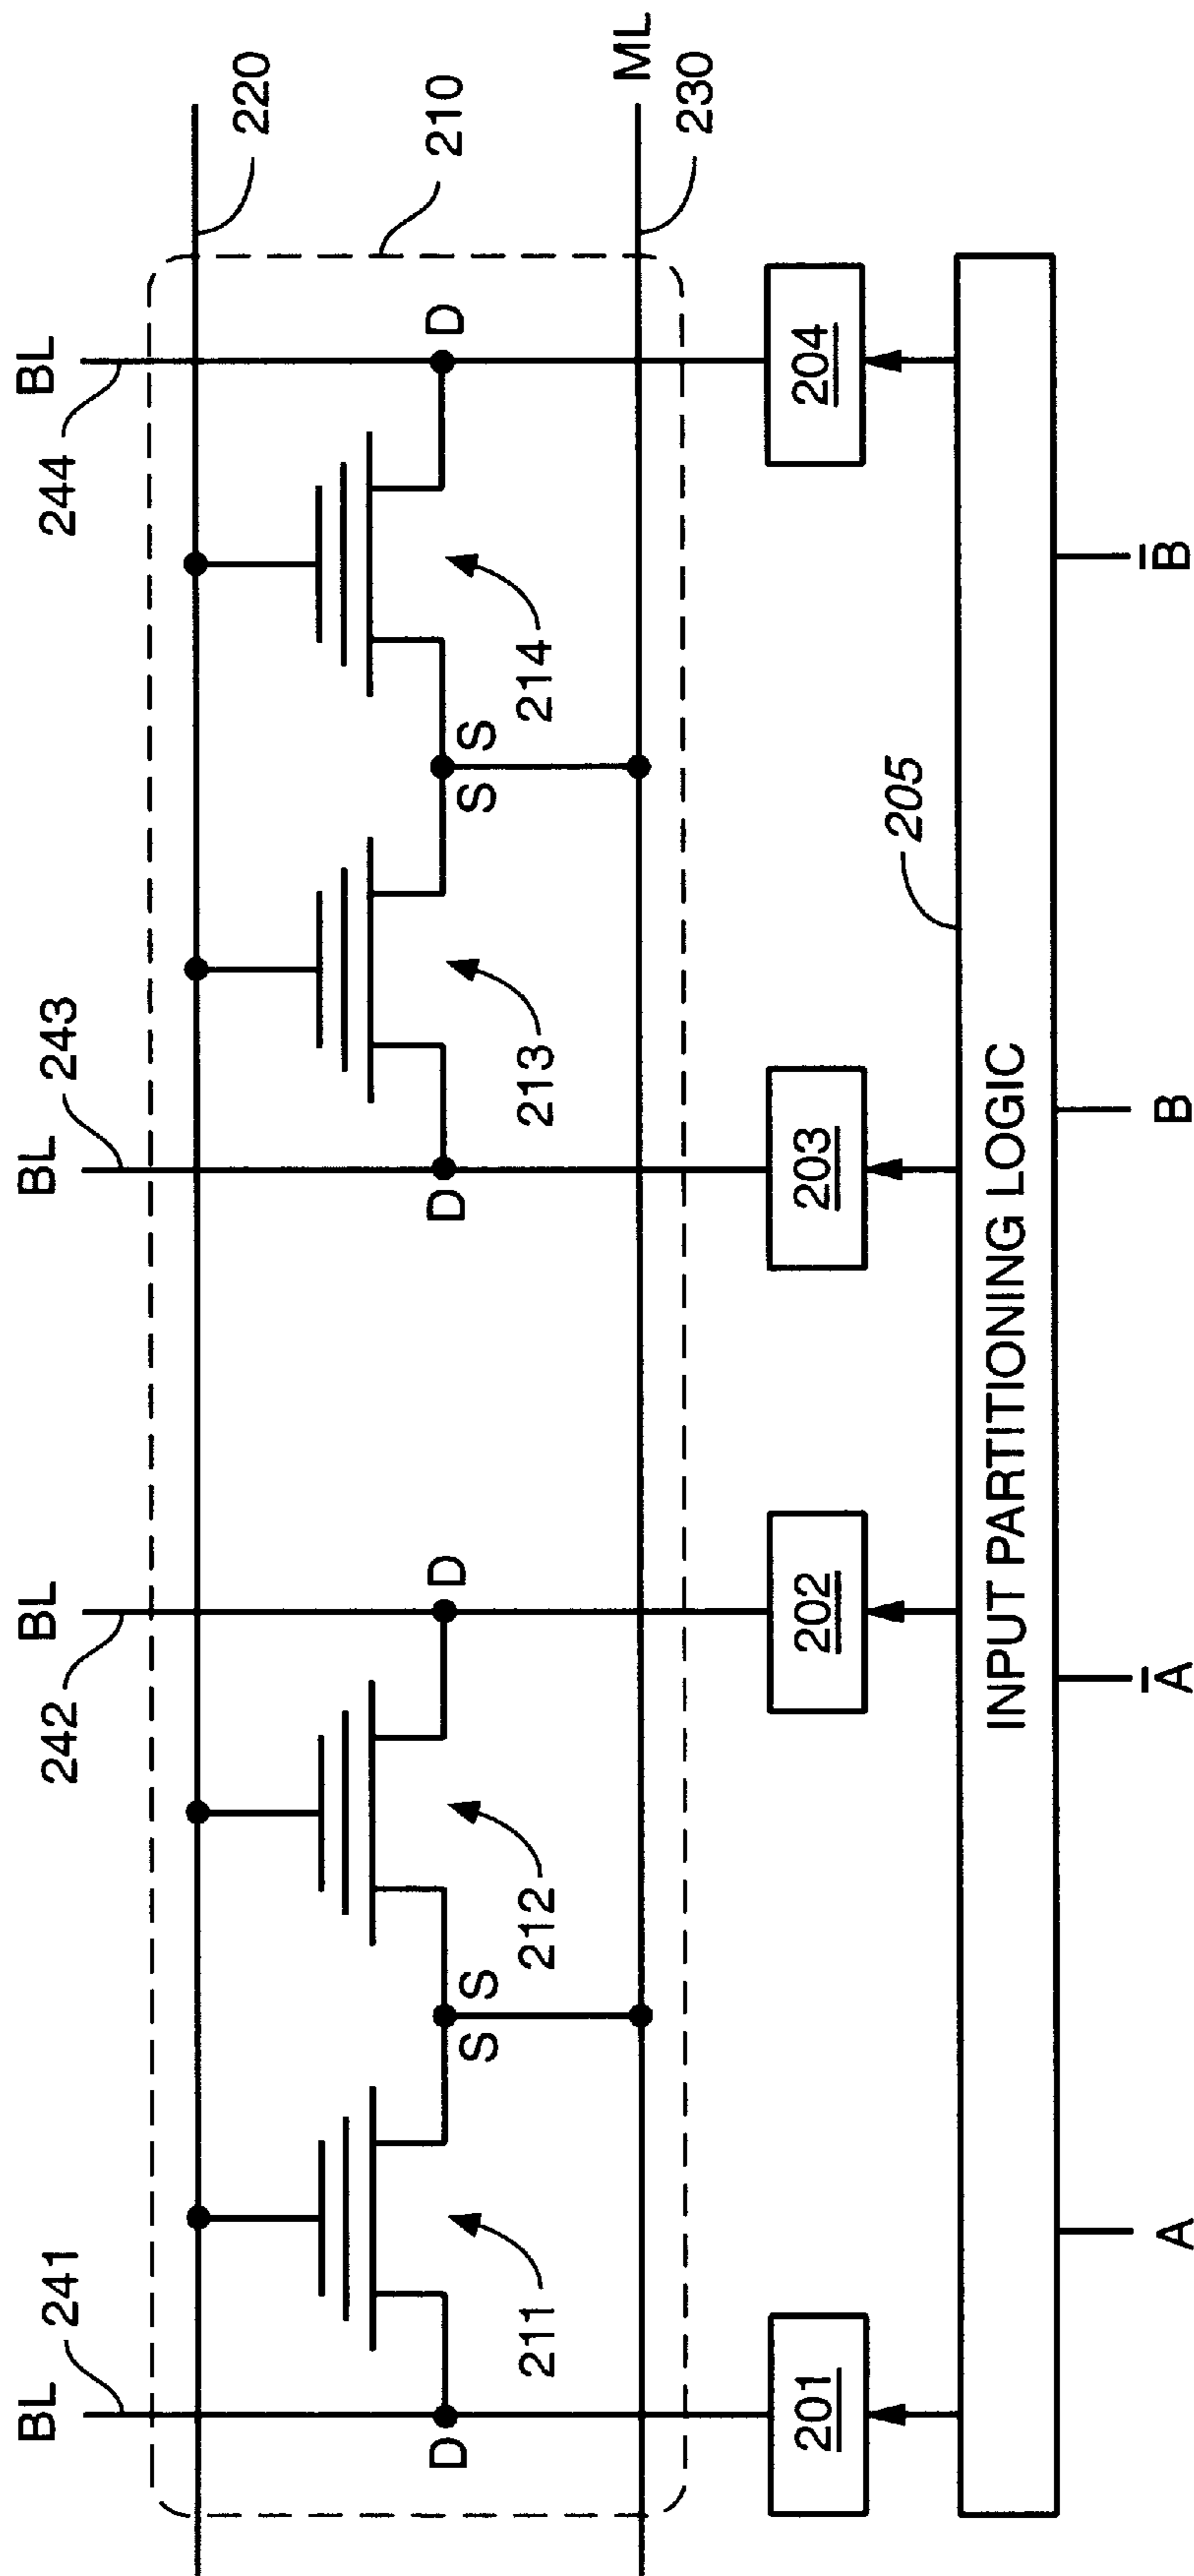 BL 241
242 BL
BL 243
244 BL
220
210
D
S S
D
D
S S
D
211
212
213
214
ML
230
201
202
203
204
205
INPUT PARTITIONING LOGIC
A
A̅
B
B̅